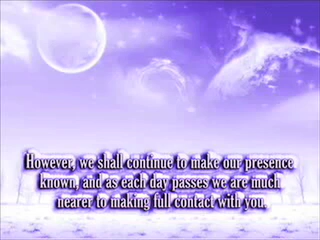 However, we shall continue to make our presence
known, and as each day passes we are much
nearer to making full contact with you.